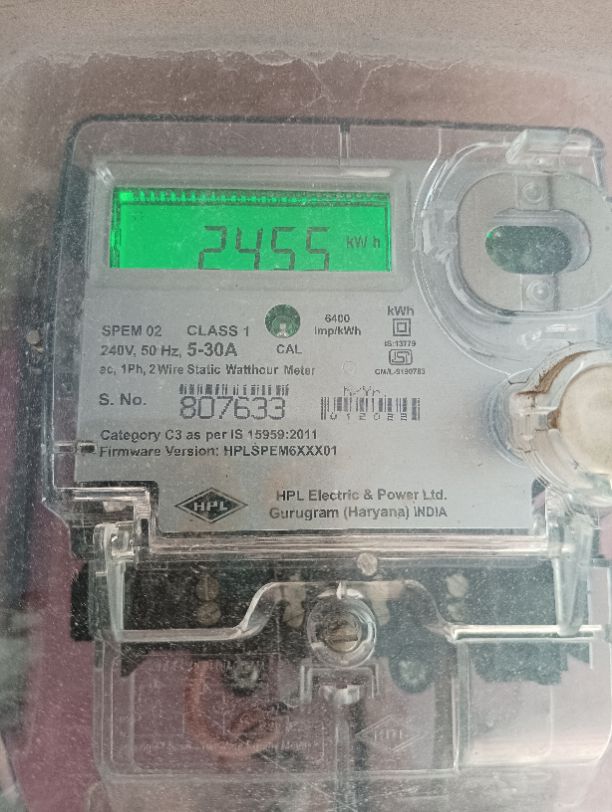 2455 kWh
SPEM 02 CLASS 1
240V, 50 Hz, 5-30A
CAL
6400
imp/kWh
kWh
IS:13779
CM/L-9190783
ac, 1Ph, 2 Wire Static Watthour Meter
S. No. 807633
Category C3 as per IS 15959:2011
Firmware Version: HPLSPEM6XXX01
HPL
HPL Electric & Power Ltd.
Gurugram (Haryana) INDIA